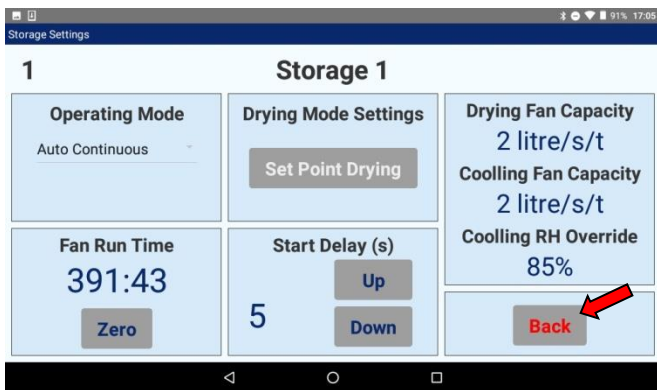 91% 17:05
Storage Settings
1
Storage 1
Operating Mode
Auto Continuous
Drying Mode Settings
Set Point Drying
Drying Fan Capacity
2 litre/s/t
Coolling Fan Capacity
2 litre/s/t
Coolling RH Override
85%
Fan Run Time
391:43
Zero
Start Delay (s)
Up
5
Down
Back